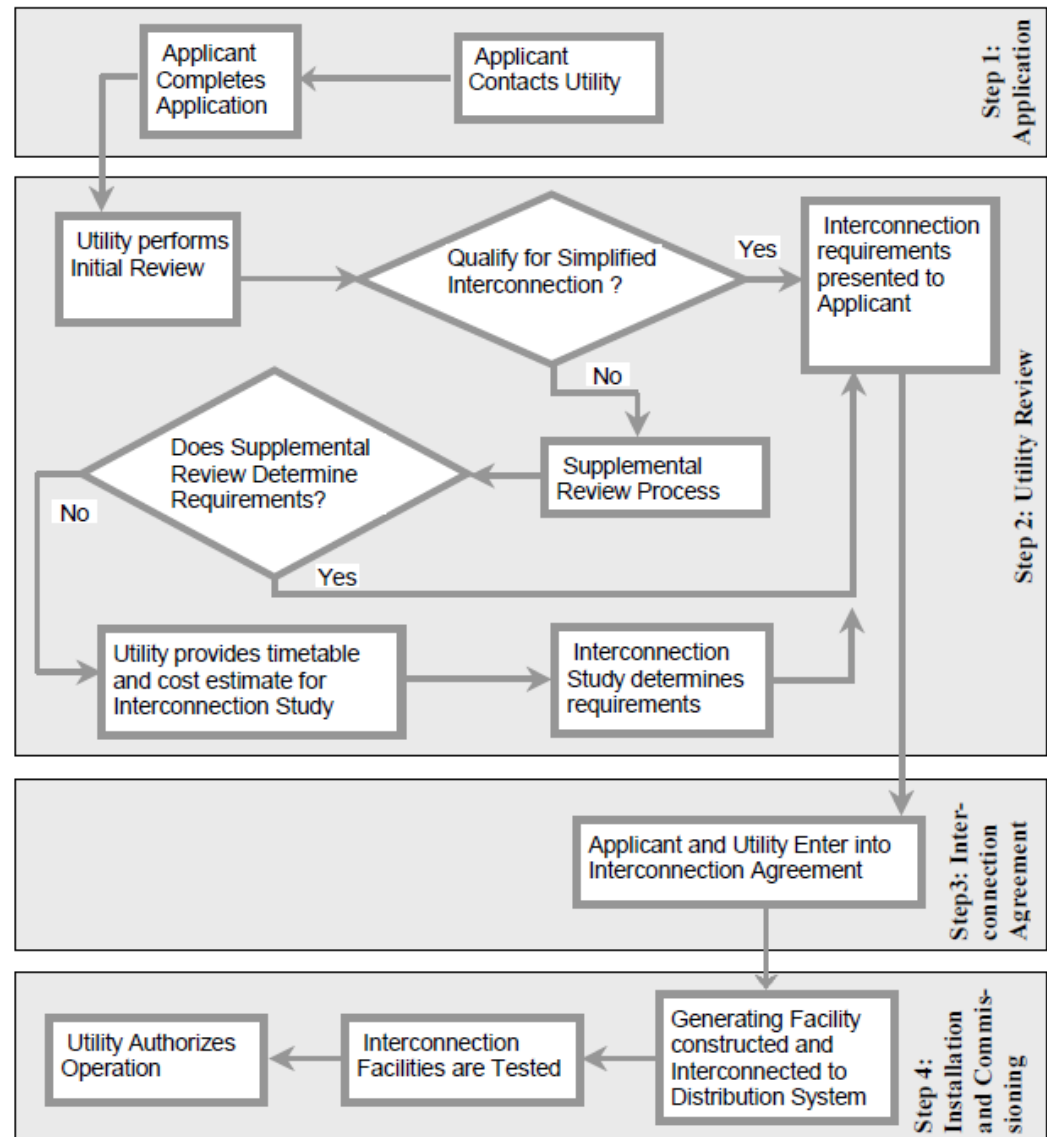 Applicant
Completes
Application
Applicant
Contacts Utility
Step 1:
Application
Utility performs
Initial Review
Qualify for Simplified
Interconnection ?
Yes
Interconnection
requirements
presented to
Applicant
No
Does Supplemental
Review Determine
Requirements?
Supplemental
Review Process
No
Yes
Utility provides timetable
and cost estimate for
Interconnection Study
Interconnection
Study determines
requirements
Step 2: Utility Review
Applicant and Utility Enter into
Interconnection Agreement
Step3: Inter-
connection
Agreement
Generating Facility
constructed and
Interconnected to
Distribution System
Interconnection
Facilities are Tested
Utility Authorizes
Operation
Step 4:
Installation
and Commis-
sioning